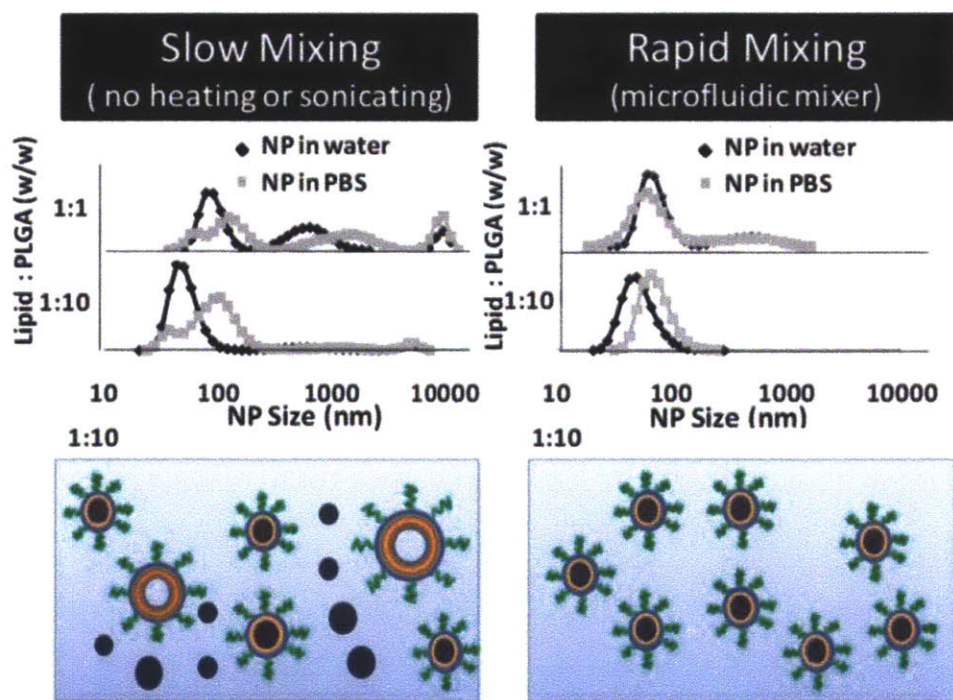 Slow Mixing
( no heating or sonicating)
Rapid Mixing
(microfluidic mixer)
NP in water
NP in PBS
NP in water
NP in PBS
Lipid : PLGA (w/w)
1:1
1:10
Lipid : PLGA (w/w)
1:1
1:10
10 100 1000 10000
NP Size (nm)
10 100 1000 10000
NP Size (nm)
1:10
1:10